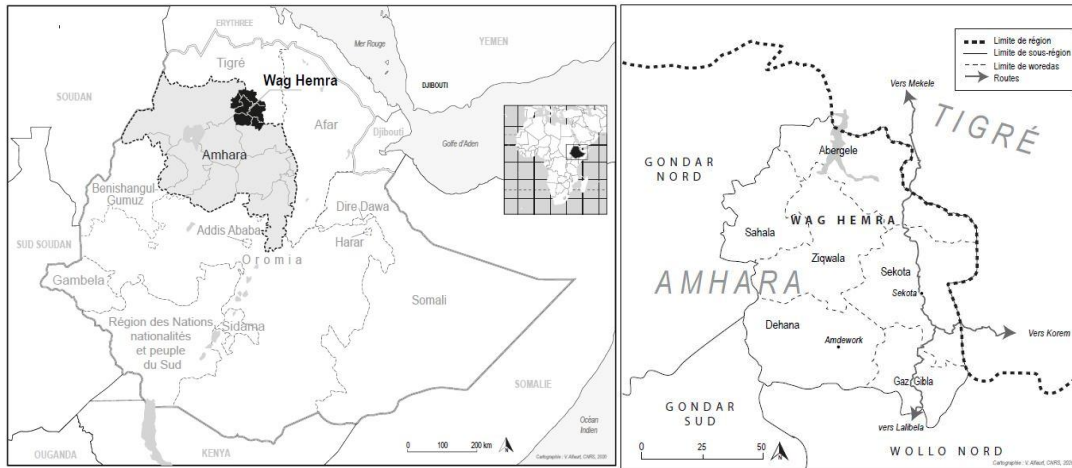 ERYTHREE
Mer Rouge
YEMEN
Tigré
SOUDAN
Wag Hemra
DJIBOUTI
Afar
Djibouti
Golfe d'Aden
Amhara
Benishangul
Gumuz
Dire Dawa
SUD SOUDAN
Addis Ababa
Harar
Oromia
Gambela
Somali
Région des Nations,
nationalités
et peuple
du Sud
Sidama
SOMALIE
Océan
Indien
0 100 200 km
OUGANDA
KENYA
Cartographie : V. Alfaurt, CNRS, 2020
Limite de région
Limite de sous-région
Limite de woredas
Routes
Vers Mekele
TIGRÉ
Abergele
GONDAR
NORD
WAG HEMRA
Sahala
Ziqwala
Sekota
AMHARA
Sekota
Dehana
Vers Korem
Amdework
Gaz Gibla
GONDAR
SUD
vers Lalibela
0 25 50
WOLLO NORD
Cartographie : V. Alfaurt, CNRS, 2020